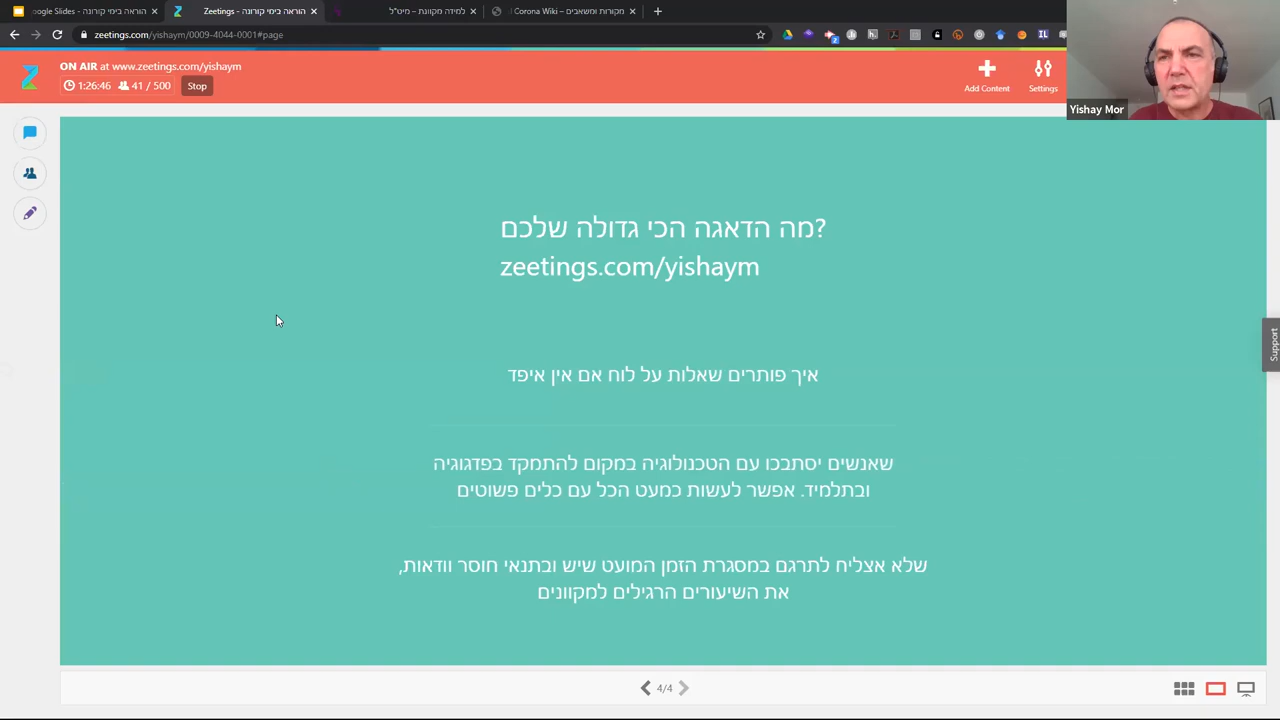 הוראה בימי קורונה - oogle Slides
הוראה בימי קורונה - Zeetings
למידה מקוונת – מיט"ל
מקורות ומשאבים – Corona Wiki
zeetings.com/yishaym/0009-4044-0001#page
ON AIR at www.zeetings.com/yishaym
1:26:46 41 / 500 Stop
Add Content
Settings
Yishay Mor
?מה הדאגה הכי גדולה שלכם
zeetings.com/yishaym
איך פותרים שאלות על לוח אם אין איפד
שאנשים יסתבכו עם הטכנולוגיה במקום להתמקד בפדגוגיה
ובתלמיד. אפשר לעשות כמעט הכל עם כלים פשוטים
שלא אצליח לתרגם במסגרת הזמן המועט שיש ובתנאי חוסר וודאות,
את השיעורים הרגילים למקוונים
Support
4/4